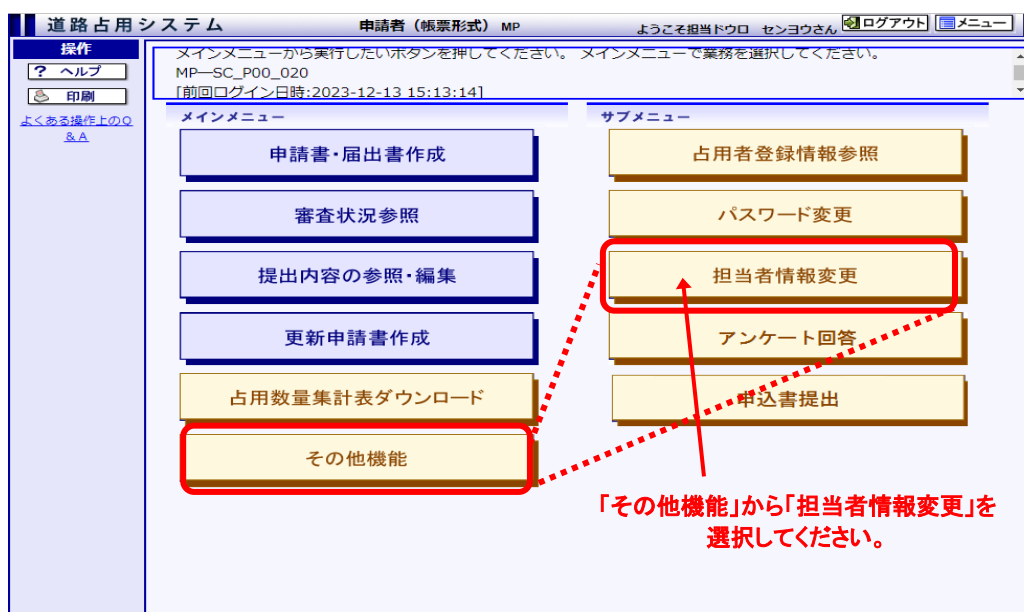 道路占用システム
申請者（帳票形式） MP
ようこそ担当ドウロ　センヨウさん
ログアウト
メニュー
操作
? ヘルプ
印刷
よくある操作上のQ
& A
メインメニューから実行したいボタンを押してください。 メインメニューで業務を選択してください。
MP―SC_P00_020
[前回ログイン日時:2023-12-13 15:13:14]
メインメニュー
申請書･届出書作成
審査状況参照
提出内容の参照･編集
更新申請書作成
占用数量集計表ダウンロード
その他機能
サブメニュー
占用者登録情報参照
パスワード変更
担当者情報変更
アンケート回答
申込書提出
「その他機能」から「担当者情報変更」を
選択してください。